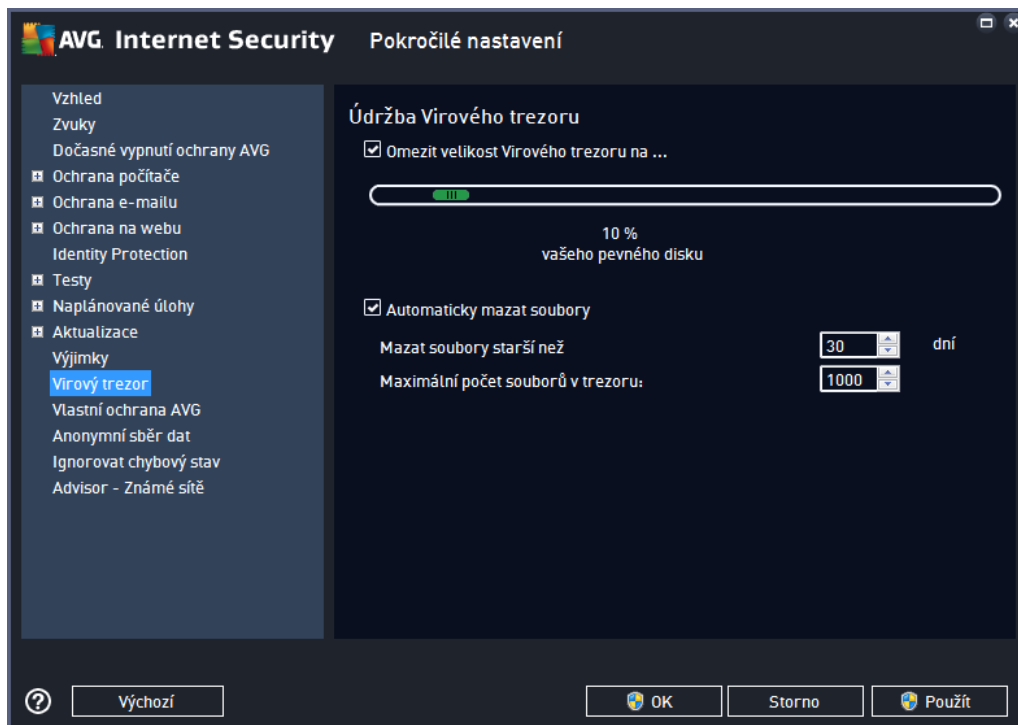 AVG. Internet Security Pokročilé nastavení
Vzhled
Zvuky
Dočasné vypnutí ochrany AVG
Ochrana počítače
Ochrana e-mailu
Ochrana na webu
Identity Protection
Testy
Naplánované úlohy
Aktualizace
Výjimky
Virový trezor
Vlastní ochrana AVG
Anonymní sběr dat
Ignorovat chybový stav
Advisor - Známé sítě
Údržba Virového trezoru
Omezit velikost Virového trezoru na ...
10 %
vašeho pevného disku
Automaticky mazat soubory
Mazat soubory starší než 30 dní
Maximální počet souborů v trezoru: 1000
Výchozí OK Storno Použít